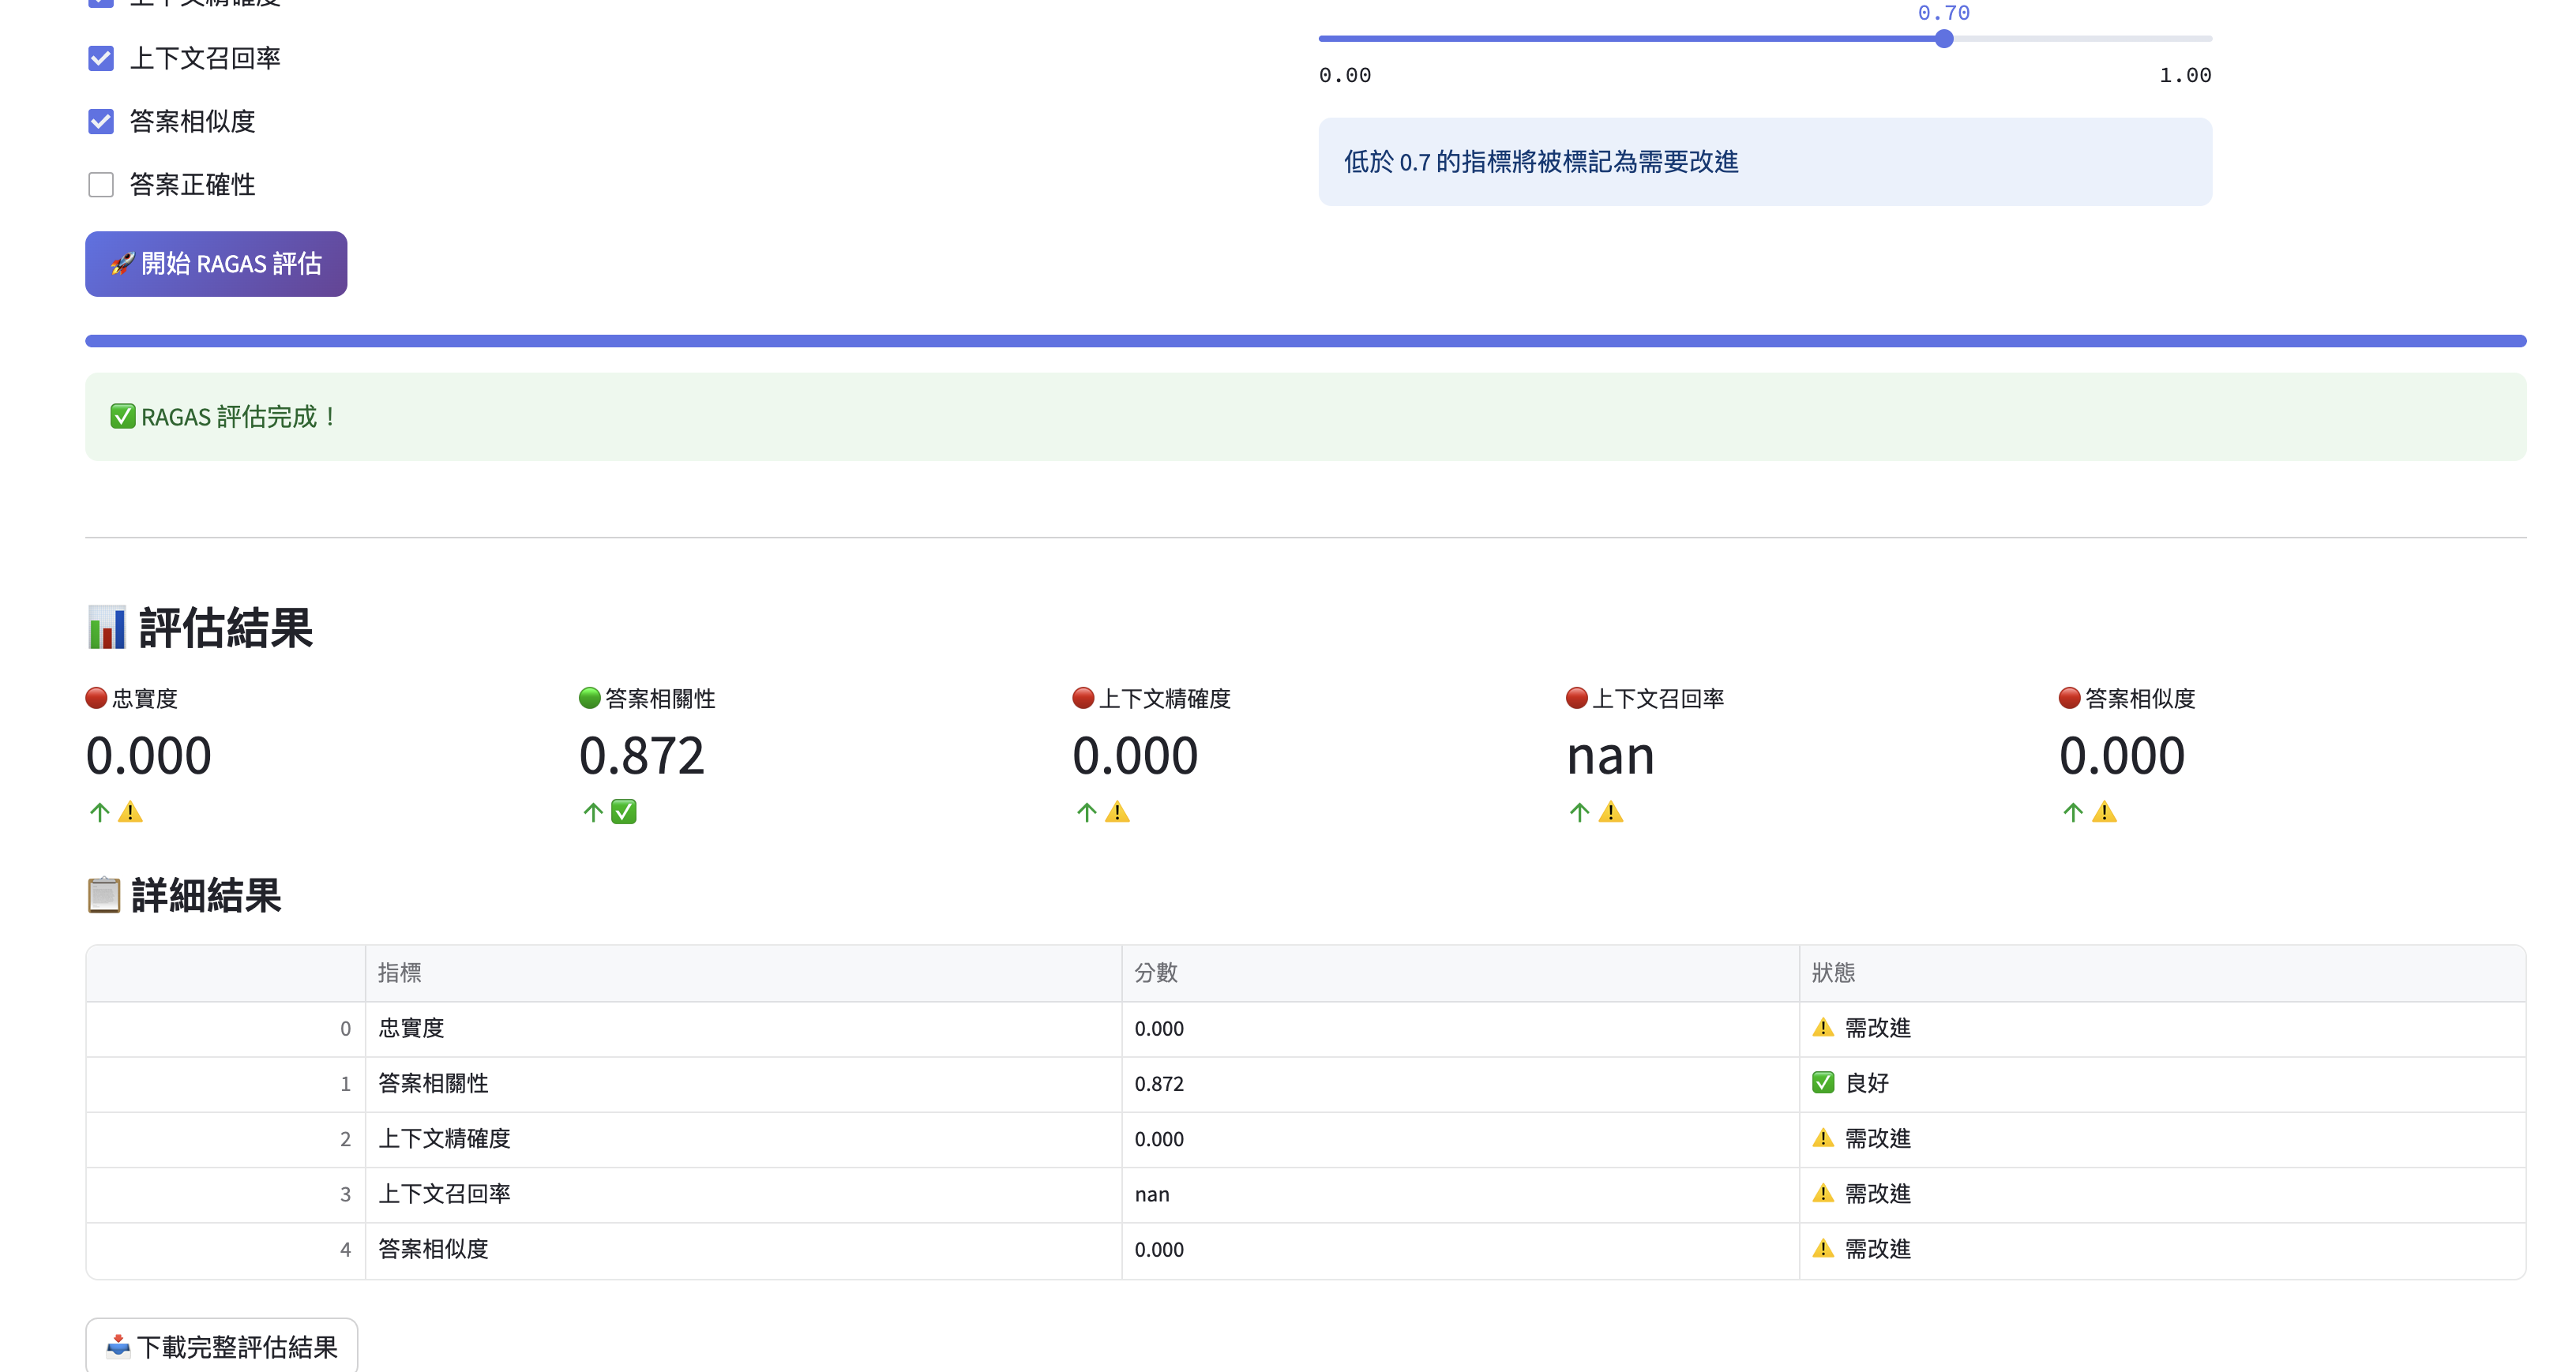 上下文精確度
0.70
上下文召回率
0.00 1.00
答案相似度
低於 0.7 的指標將被標記為需要改進
答案正確性
🚀 開始 RAGAS 評估
✅ RAGAS 評估完成！
📊 評估結果
🔴 忠實度
0.000
↑ ⚠️
🟢 答案相關性
0.872
↑ ✅
🔴 上下文精確度
0.000
↑ ⚠️
🔴 上下文召回率
nan
↑ ⚠️
🔴 答案相似度
0.000
↑ ⚠️
📋 詳細結果
指標 分數 狀態
0 忠實度 0.000 ⚠️ 需改進
1 答案相關性 0.872 ✅ 良好
2 上下文精確度 0.000 ⚠️ 需改進
3 上下文召回率 nan ⚠️ 需改進
4 答案相似度 0.000 ⚠️ 需改進
📥 下載完整評估結果